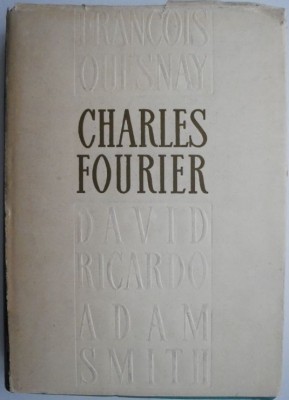 FRANÇOIS
QUESNAY
CHARLES
FOURIER
DAVID
RICARDO
ADAM
SMITH